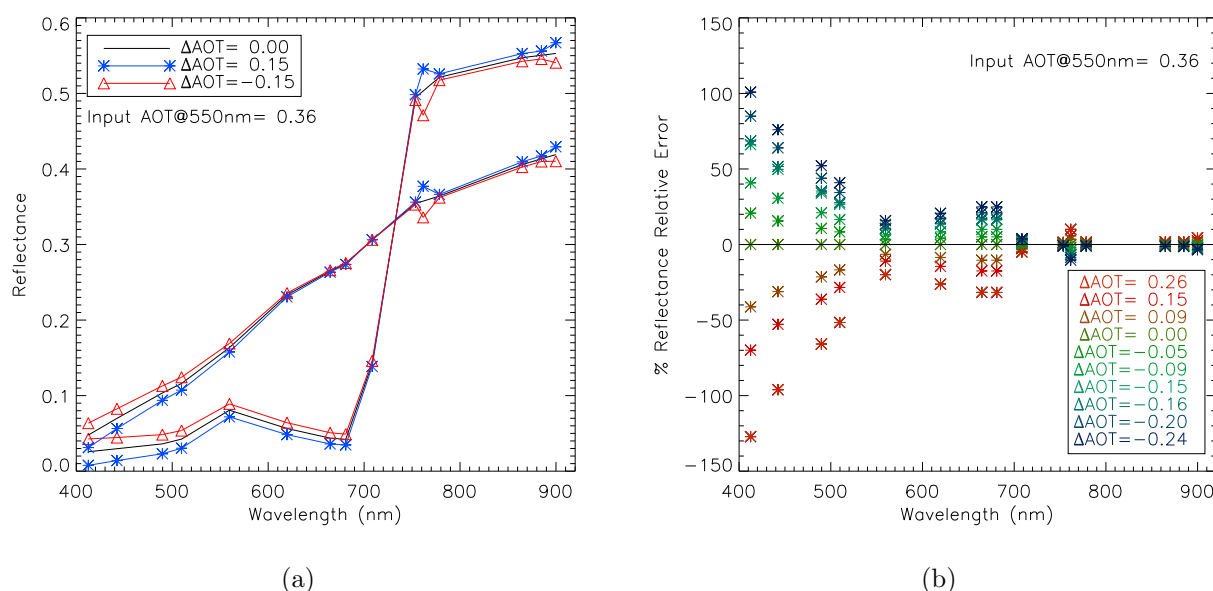 0.6
0.5
0.4
0.3
0.2
0.1
0.0
Reflectance
ΔAOT= 0.00
ΔAOT= 0.15
ΔAOT=−0.15
Input AOT@550nm= 0.36
400 500 600 700 800 900
Wavelength (nm)
(a)
150
100
50
0
−50
−100
−150
% Reflectance Relative Error
Input AOT@550nm= 0.36
ΔAOT= 0.26
ΔAOT= 0.15
ΔAOT= 0.09
ΔAOT= 0.00
ΔAOT=−0.05
ΔAOT=−0.09
ΔAOT=−0.15
ΔAOT=−0.16
ΔAOT=−0.20
ΔAOT=−0.24
400 500 600 700 800 900
Wavelength (nm)
(b)